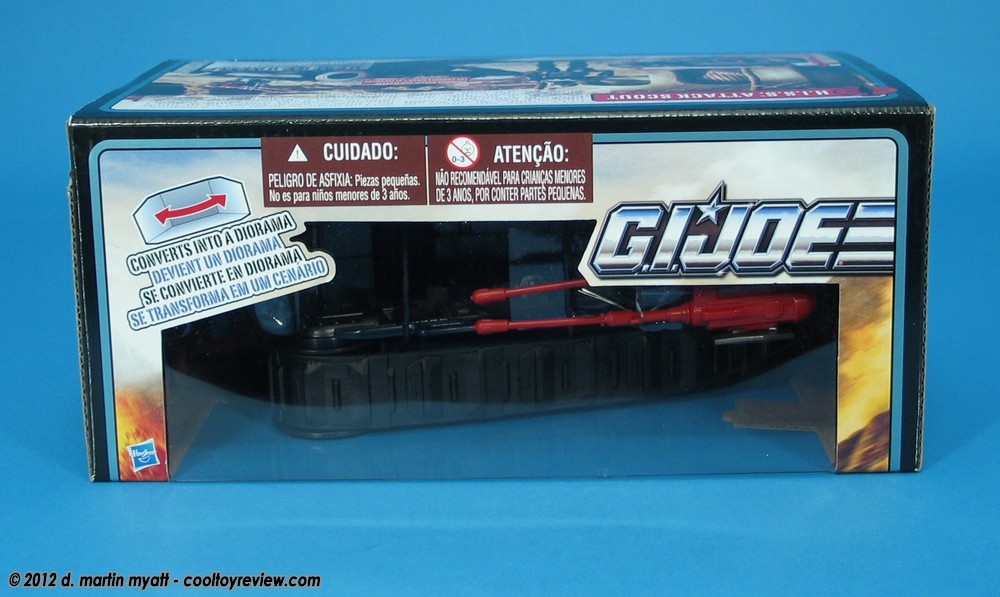 H.I.S.S. ATTACK SCOUT
CUIDADO:
PELIGRO DE ASFIXIA: Piezas pequeñas.
No es para niños menores de 3 años.
0-3
ATENÇÃO:
NÃO RECOMENDÁVEL PARA CRIANÇAS MENORES
DE 3 ANOS, POR CONTER PARTES PEQUENAS.
CONVERTS INTO A DIORAMA
DEVIENT UN DIORAMA
SE CONVIERTE EN DIORAMA
SE TRANSFORMA EM UM CENÁRIO
G.I. JOE
Hasbro
©2012 d. martin myatt - cooltoyreview.com